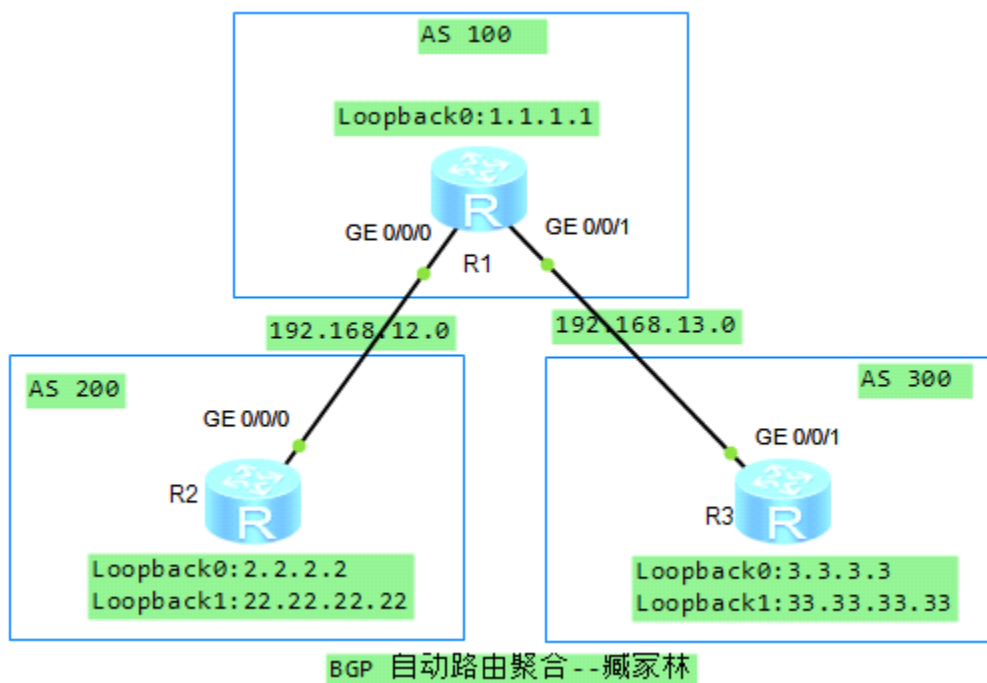 AS 100
Loopback0:1.1.1.1
R
GE 0/0/0
GE 0/0/1
R1
192.168.12.0
192.168.13.0
AS 200
AS 300
GE 0/0/0
GE 0/0/1
R2
R
R3
R
Loopback0:2.2.2.2
Loopback1:22.22.22.22
Loopback0:3.3.3.3
Loopback1:33.33.33.33
BGP 自动路由聚合--臧冢林